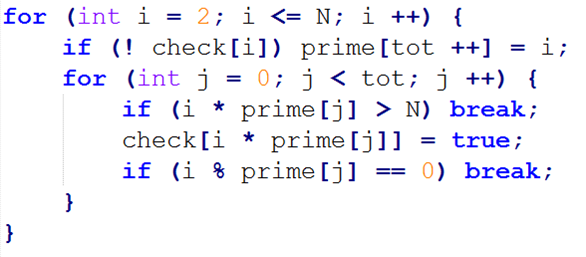 for (int i = 2; i <= N; i ++) {
    if (! check[i]) prime[tot ++] = i;
    for (int j = 0; j < tot; j ++) {
        if (i * prime[j] > N) break;
        check[i * prime[j]] = true;
        if (i % prime[j] == 0) break;
    }
}